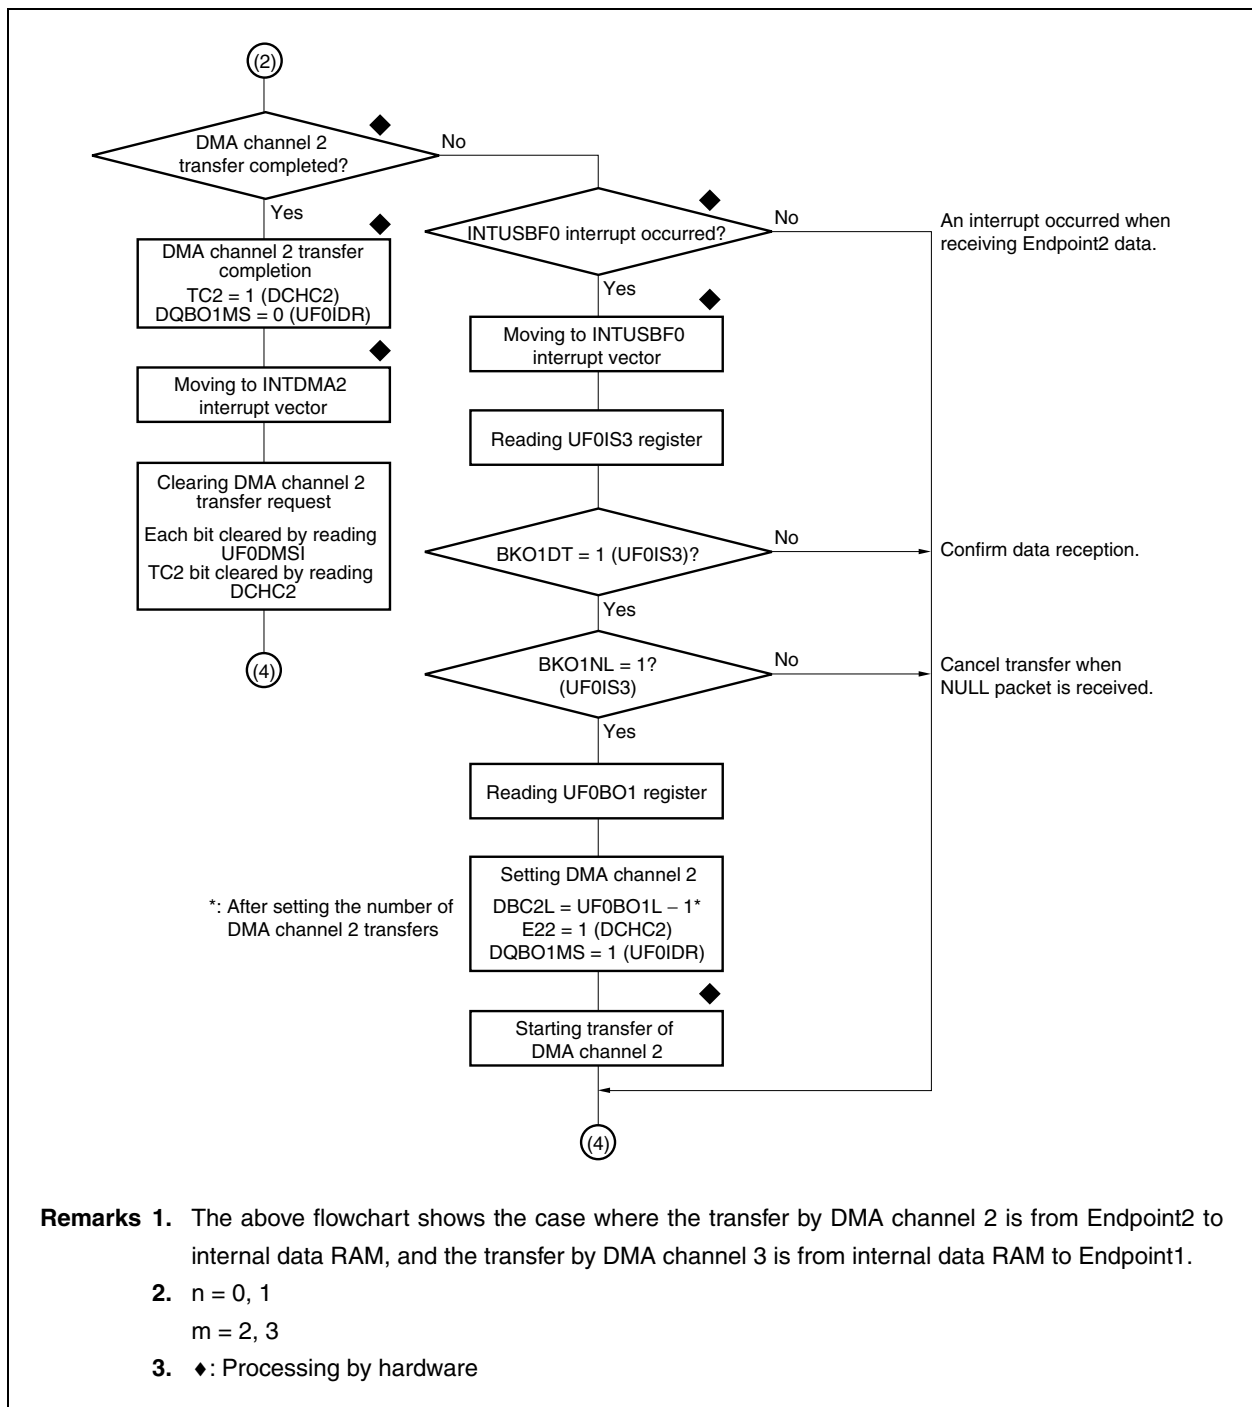 (2)
DMA channel 2
transfer completed?
No
Yes
DMA channel 2 transfer
completion
TC2 = 1 (DCHC2)
DQBO1MS = 0 (UF0IDR)
Moving to INTDMA2
interrupt vector
Clearing DMA channel 2
transfer request
Each bit cleared by reading
UF0DMSI
TC2 bit cleared by reading
DCHC2
(4)
INTUSBF0 interrupt occurred?
No
An interrupt occurred when
receiving Endpoint2 data.
Yes
Moving to INTUSBF0
interrupt vector
Reading UF0IS3 register
BKO1DT = 1 (UF0IS3)?
No
Confirm data reception.
Yes
BKO1NL = 1?
(UF0IS3)
No
Cancel transfer when
NULL packet is received.
Yes
Reading UF0BO1 register
Setting DMA channel 2
DBC2L = UF0BO1L − 1*
E22 = 1 (DCHC2)
DQBO1MS = 1 (UF0IDR)
*: After setting the number of
DMA channel 2 transfers
Starting transfer of
DMA channel 2
(4)
Remarks 1. The above flowchart shows the case where the transfer by DMA channel 2 is from Endpoint2 to
internal data RAM, and the transfer by DMA channel 3 is from internal data RAM to Endpoint1.
2. n = 0, 1
m = 2, 3
3. ♦: Processing by hardware